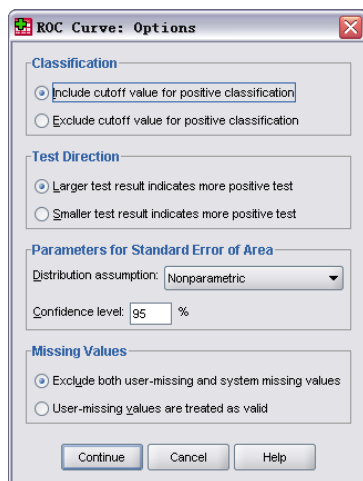 ROC Curve: Options
Classification
Include cutoff value for positive classification
Exclude cutoff value for positive classification
Test Direction
Larger test result indicates more positive test
Smaller test result indicates more positive test
Parameters for Standard Error of Area
Distribution assumption: Nonparametric
Confidence level: 95 %
Missing Values
Exclude both user-missing and system missing values
User-missing values are treated as valid
Continue Cancel Help